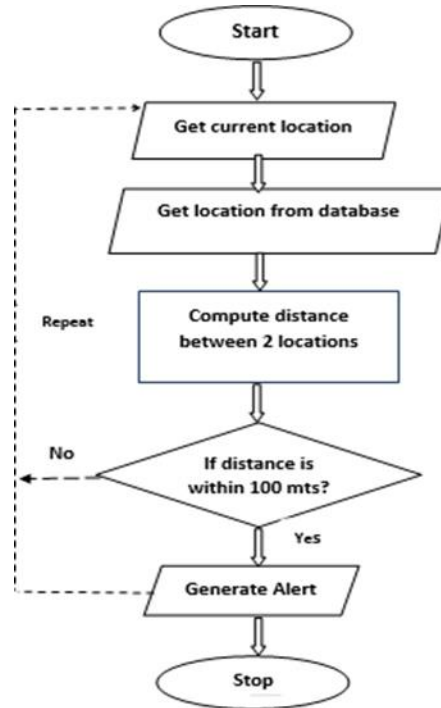 Start
Get current location
Get location from database
Compute distance
between 2 locations
Repeat
No
If distance is
within 100 mts?
Yes
Generate Alert
Stop